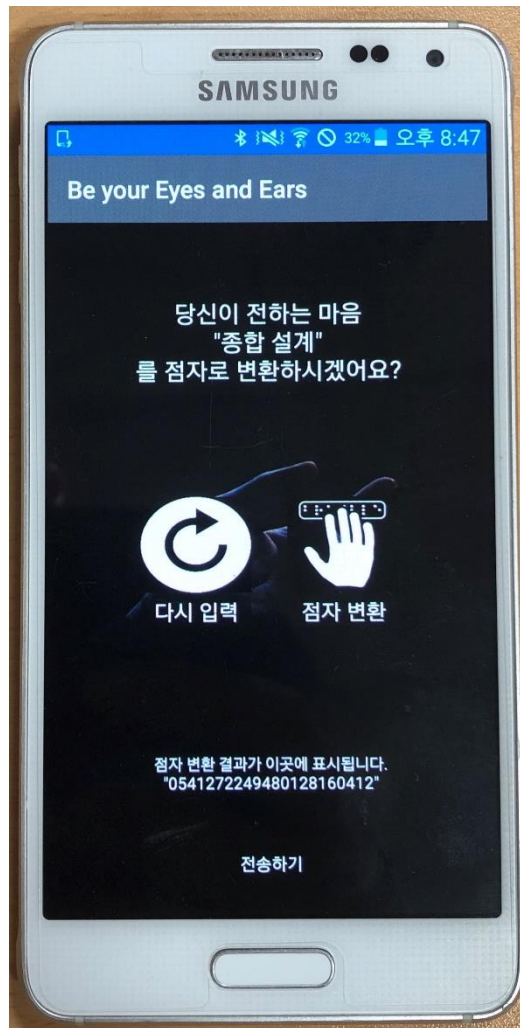 SAMSUNG
32% 오후 8:47
Be your Eyes and Ears
당신이 전하는 마음
"종합 설계"
를 점자로 변환하시겠어요?
다시 입력 점자 변환
점자 변환 결과가 이곳에 표시됩니다.
"0541272249480128160412"
전송하기